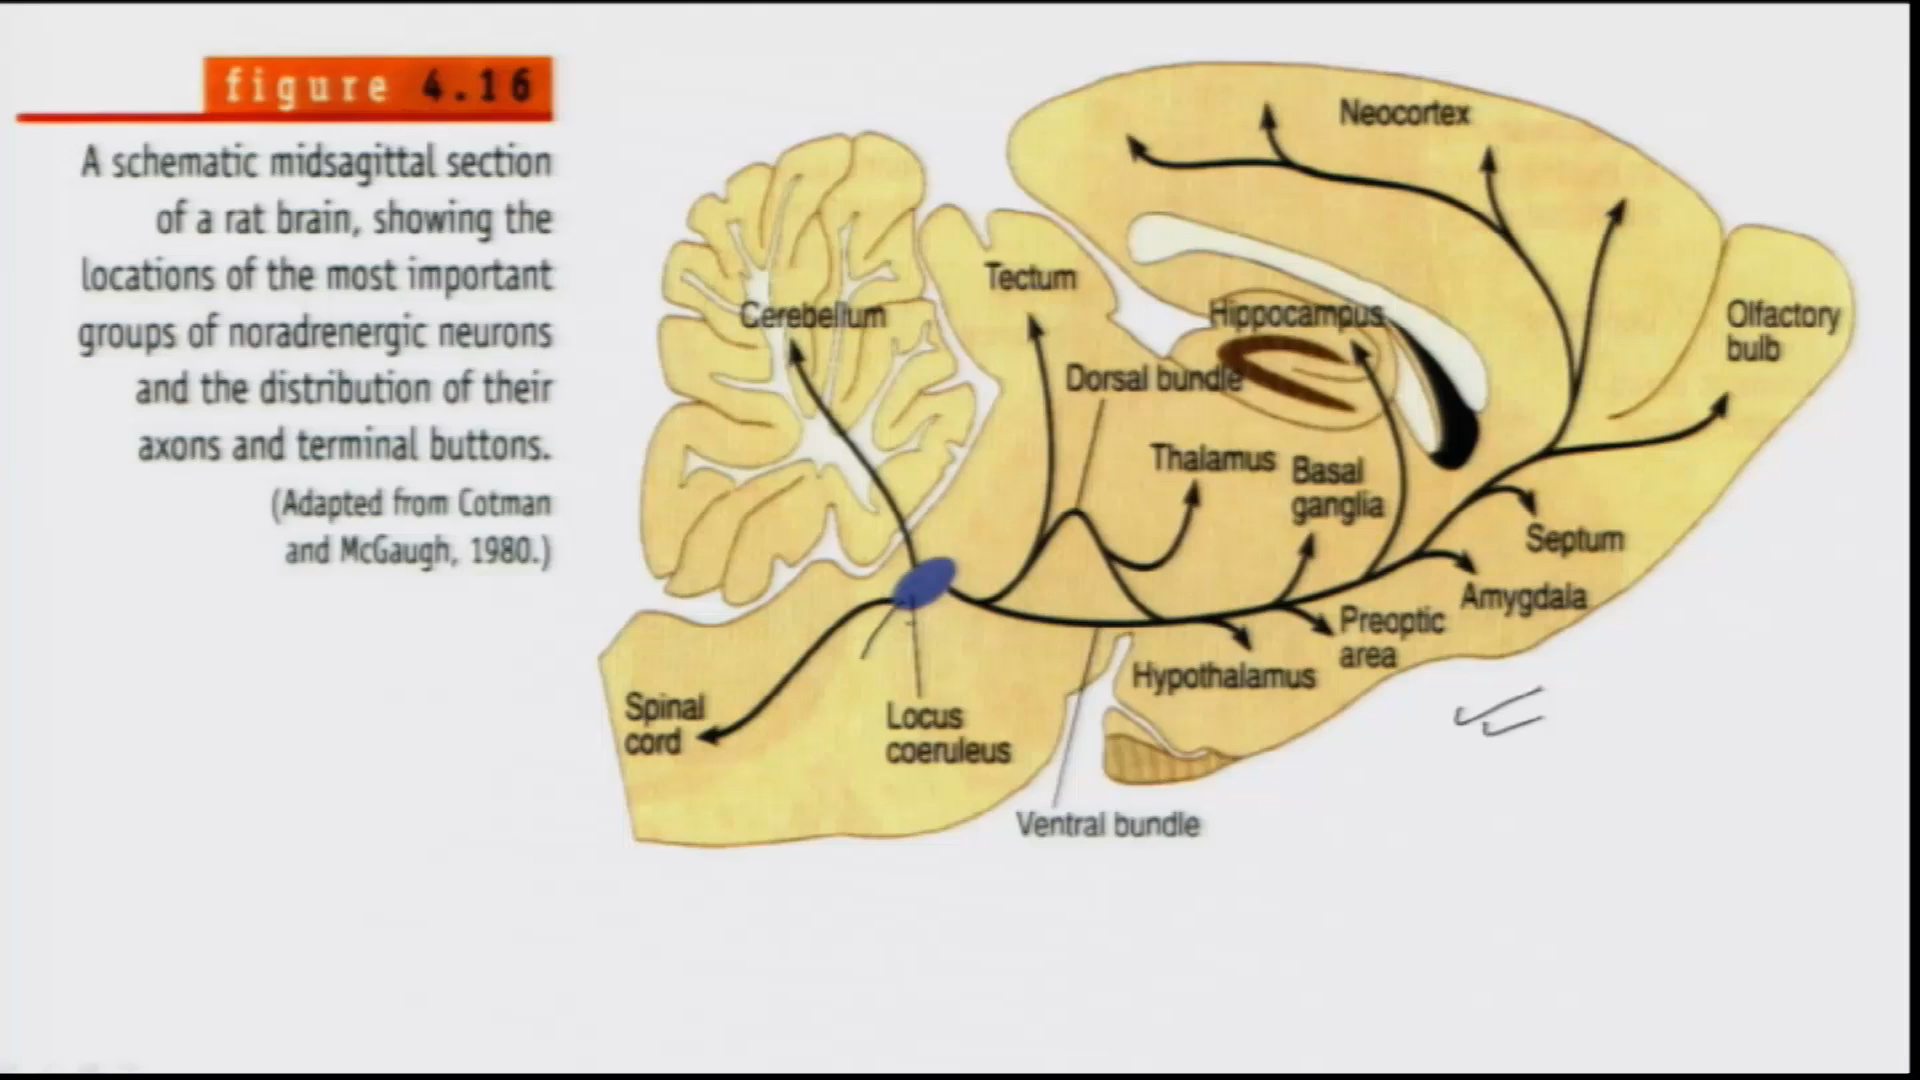 figure 4.16
A schematic midsagittal section
of a rat brain, showing the
locations of the most important
groups of noradrenergic neurons
and the distribution of their
axons and terminal buttons.
(Adapted from Cotman
and McGaugh, 1980.)
Neocortex
Tectum
Cerebellum
Hippocampus
Olfactory
bulb
Dorsal bundle
Thalamus
Basal
ganglia
Septum
Amygdala
Preoptic
area
Hypothalamus
Spinal
cord
Locus
coeruleus
Ventral bundle